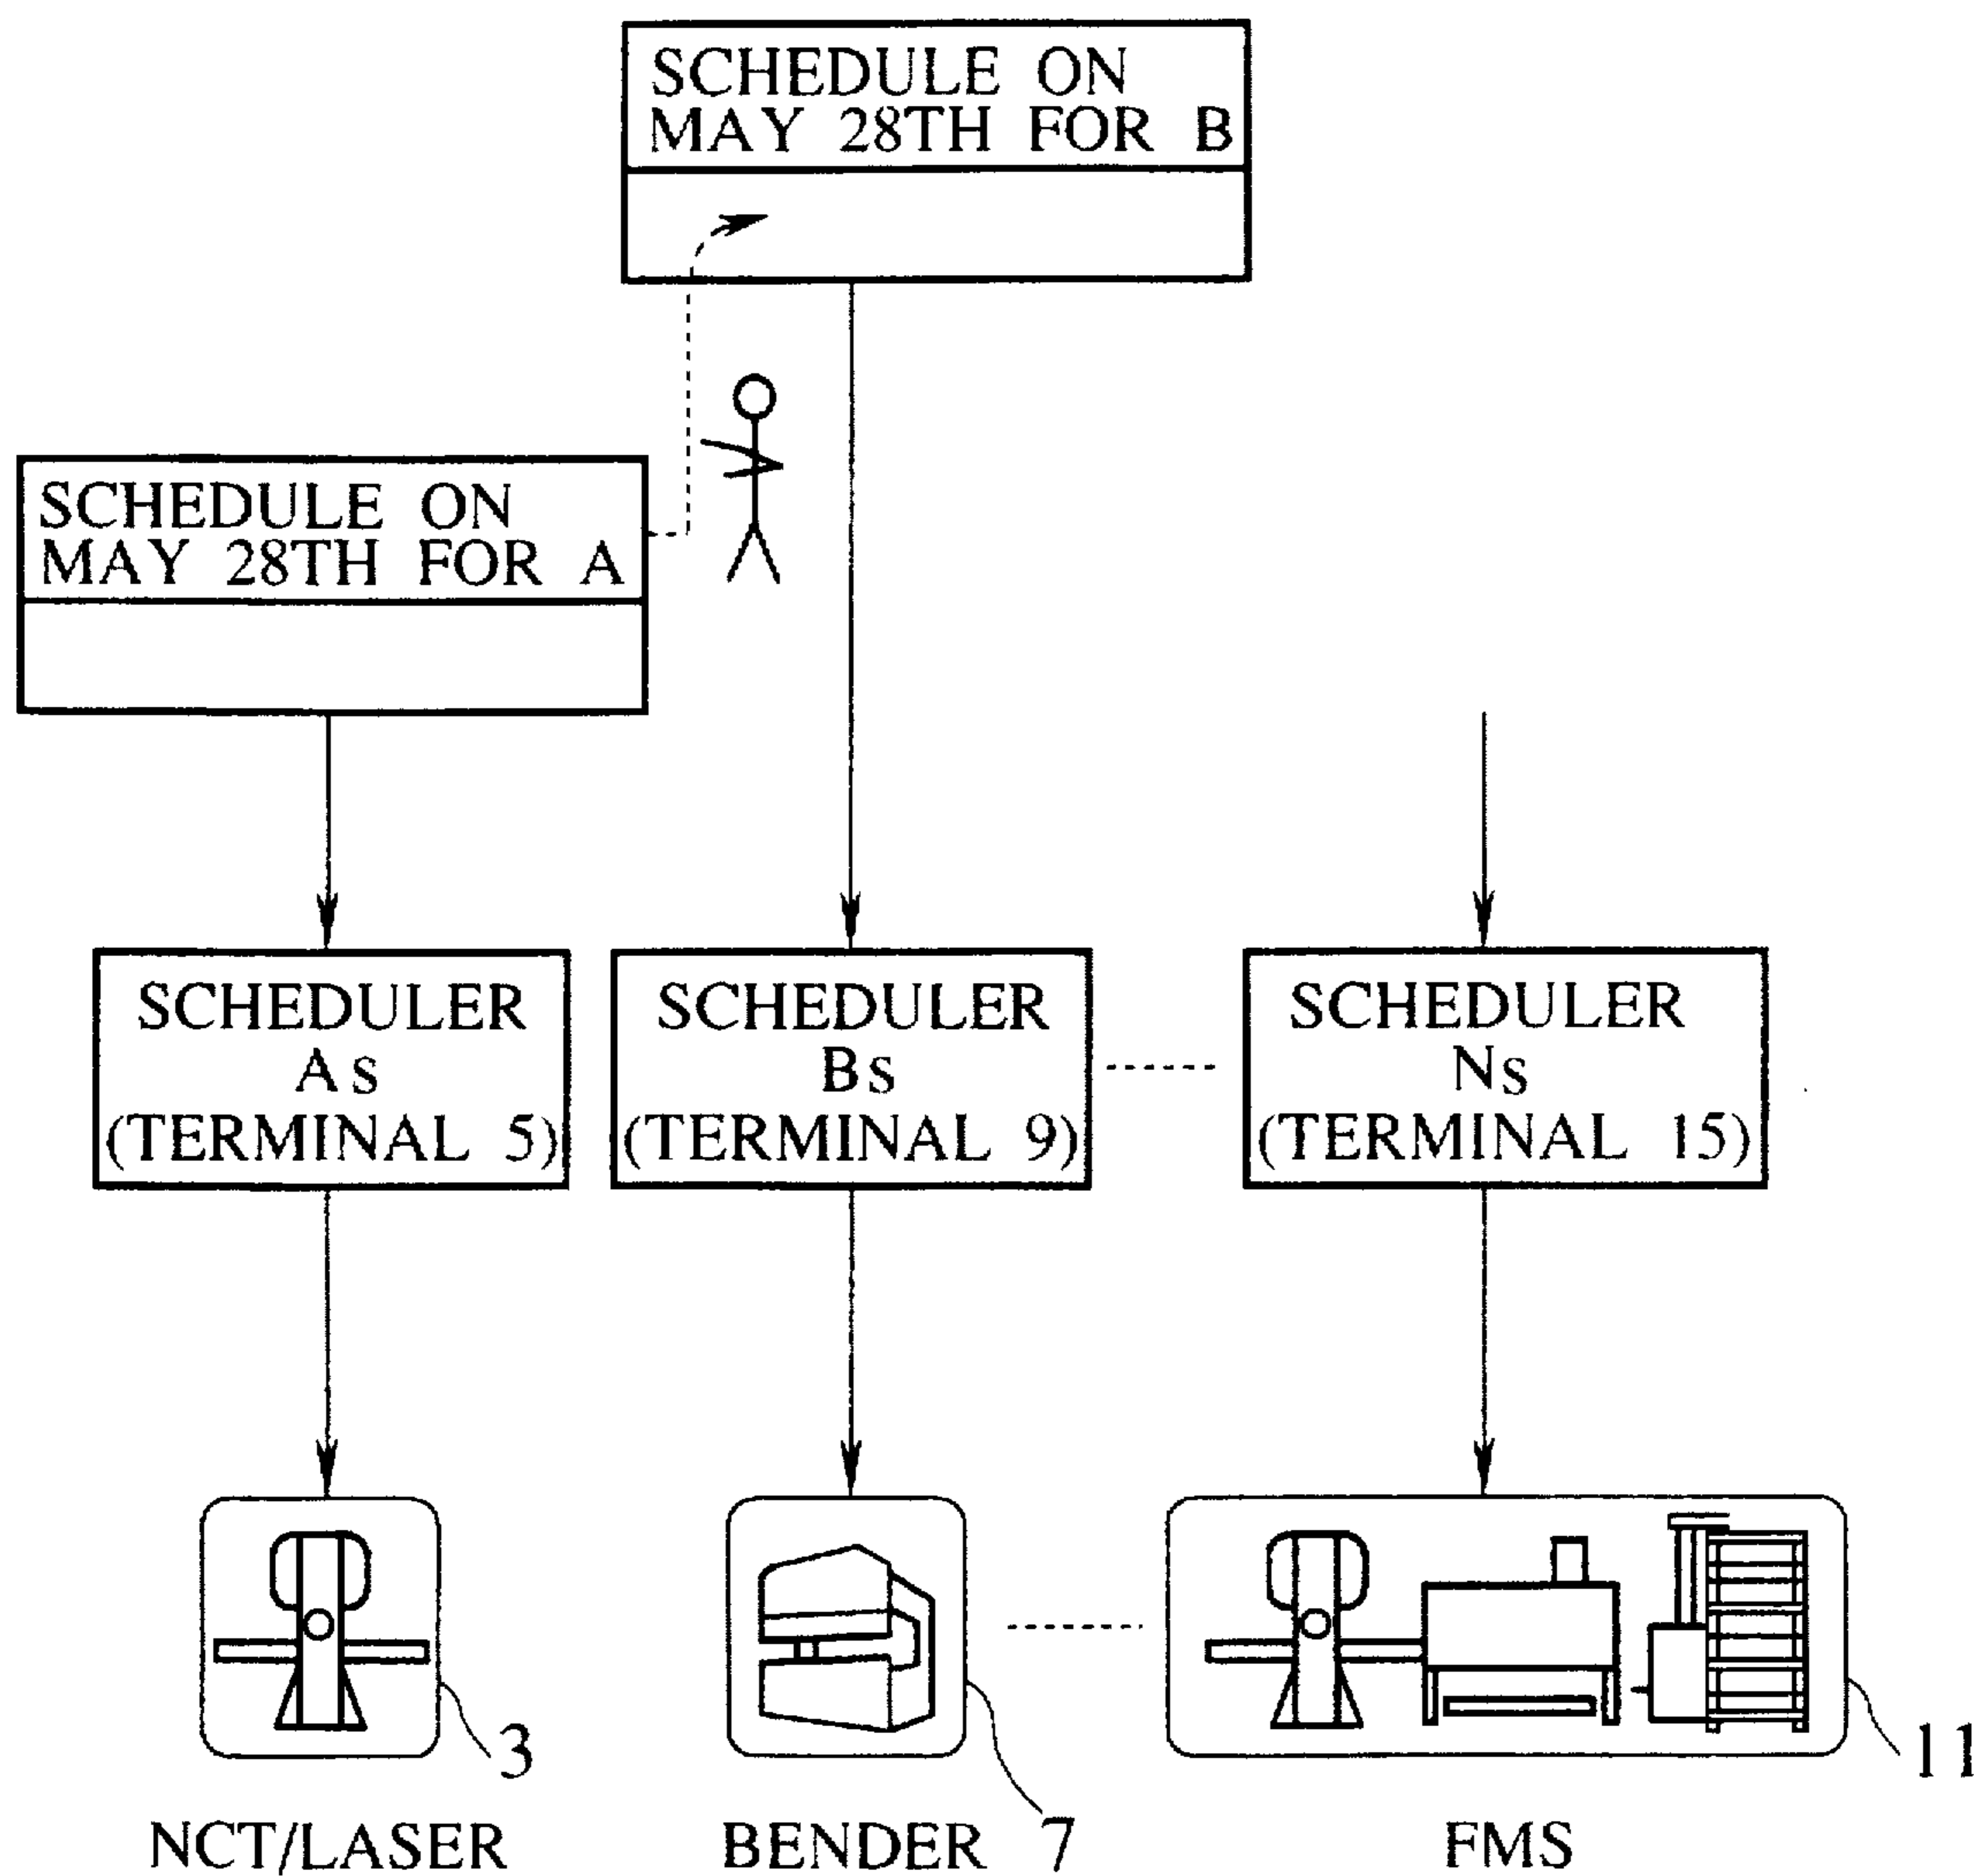 SCHEDULE ON
MAY 28TH FOR B
SCHEDULE ON
MAY 28TH FOR A
SCHEDULER
As
(TERMINAL 5)
SCHEDULER
Bs
(TERMINAL 9)
SCHEDULER
Ns
(TERMINAL 15)
3
7
11
NCT/LASER
BENDER
FMS